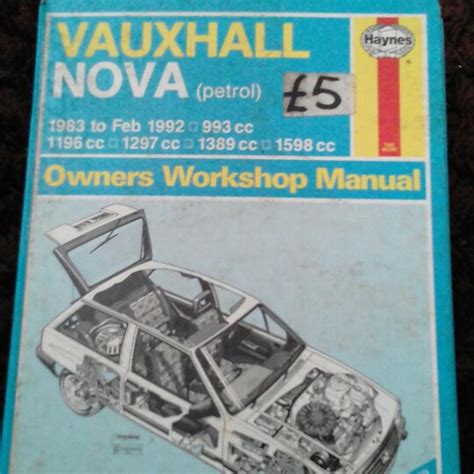 VAUXHALL
Haynes
NOVA (petrol)
£5
1983 to Feb 1992 □ 993 cc
1196 cc □ 1297 cc □ 1389 cc □ 1598 cc
Owners Workshop Manual